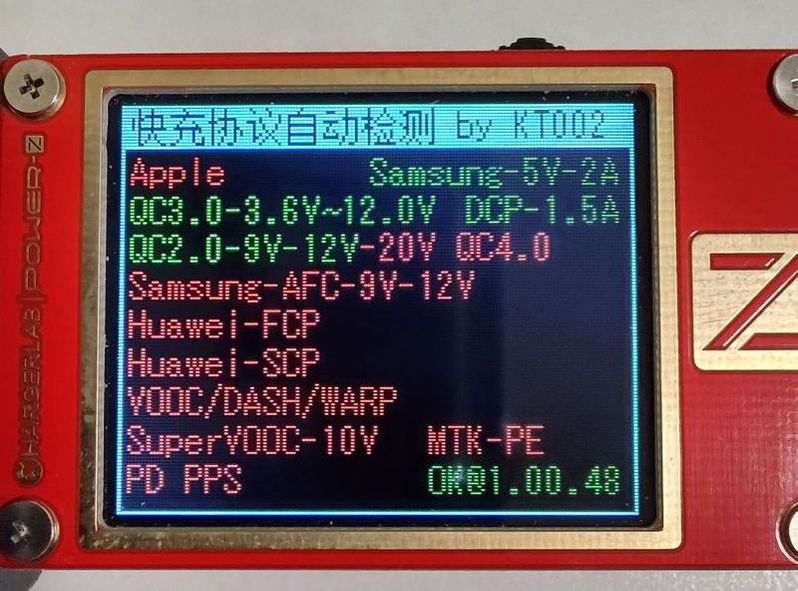 快充协议自动检测 by KT002
Apple Samsung-5V-2A
QC3.0-3.6V~12.0V DCP-1.5A
QC2.0-9V-12V-20V QC4.0
Samsung-AFC-9V-12V
Huawei-FCP
Huawei-SCP
VOOC/DASH/WARP
SuperVOOC-10V MTK-PE
PD PPS OK@1.00.48
HARGERLAB|POWER-Z
Z